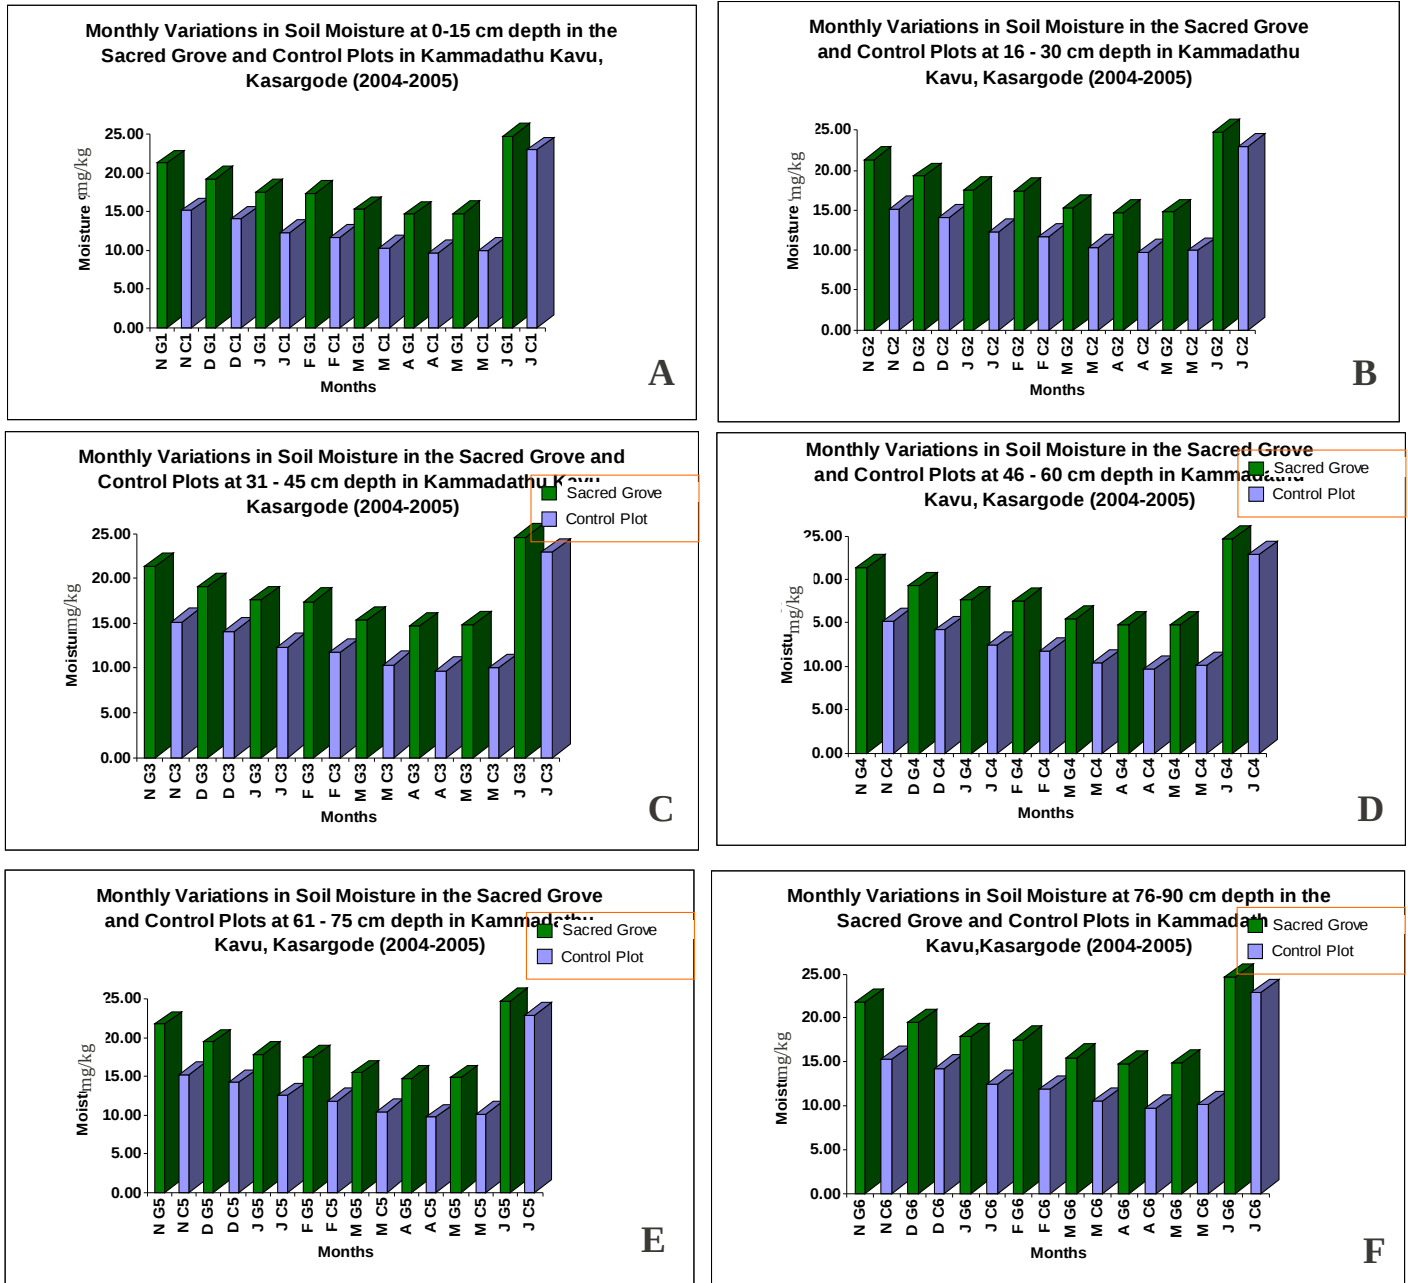 Monthly Variations in Soil Moisture at 0-15 cm depth in the
Sacred Grove and Control Plots in Kammadathu Kavu,
Kasargode (2004-2005)
25.00
20.00
15.00
10.00
5.00
0.00
Moisture mg/kg
N G1
N C1
D G1
D C1
J G1
J C1
F G1
F C1
M G1
M C1
A G1
A C1
M G1
M C1
J G1
J C1
Months
A
Monthly Variations in Soil Moisture in the Sacred Grove
and Control Plots at 16 - 30 cm depth in Kammadathu
Kavu, Kasargode (2004-2005)
25.00
20.00
15.00
10.00
5.00
0.00
Moisture mg/kg
N G2
N C2
D G2
D C2
J G2
J C2
F G2
F C2
M G2
M C2
A G2
A C2
M G2
M C2
J G2
J C2
Months
B
Monthly Variations in Soil Moisture in the Sacred Grove and
Control Plots at 31 - 45 cm depth in Kammadathu Kavu
Kasargode (2004-2005)
Sacred Grove
Control Plot
25.00
20.00
15.00
10.00
5.00
0.00
Moistu mg/kg
N G3
N C3
D G3
D C3
J G3
J C3
F G3
F C3
M G3
M C3
A G3
A C3
M G3
M C3
J G3
J C3
Months
C
Monthly Variations in Soil Moisture in the Sacred Grove
and Control Plots at 46 - 60 cm depth in Kammadathu
Kavu, Kasargode (2004-2005)
Sacred Grove
Control Plot
25.00
0.00
5.00
10.00
5.00
0.00
Moistu mg/kg
N G4
N C4
D G4
D C4
J G4
J C4
F G4
F C4
M G4
M C4
A G4
A C4
M G4
M C4
J G4
J C4
Months
D
Monthly Variations in Soil Moisture in the Sacred Grove
and Control Plots at 61 - 75 cm depth in Kammadathu
Kavu, Kasargode (2004-2005)
Sacred Grove
Control Plot
25.00
20.00
15.00
10.00
5.00
0.00
Moist mg/kg
N G5
N C5
D G5
D C5
J G5
J C5
F G5
F C5
M G5
M C5
A G5
A C5
M G5
M C5
J G5
J C5
Months
E
Monthly Variations in Soil Moisture at 76-90 cm depth in the
Sacred Grove and Control Plots in Kammadath
Kavu,Kasargode (2004-2005)
Sacred Grove
Control Plot
25.00
20.00
15.00
10.00
5.00
0.00
Moist mg/kg
N G6
N C6
D G6
D C6
J G6
J C6
F G6
F C6
M G6
M C6
A G6
A C6
M G6
M C6
J G6
J C6
Months
F